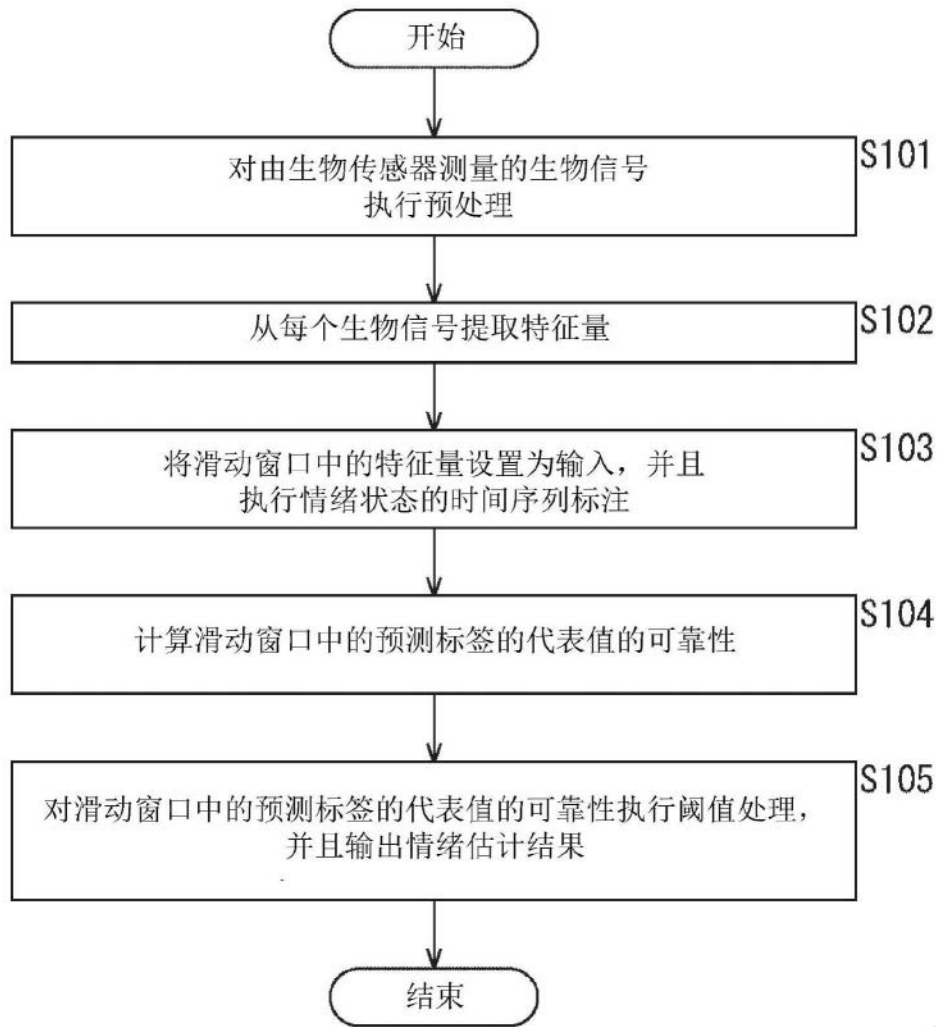 开始
S101
对由生物传感器测量的生物信号
执行预处理
S102
从每个生物信号提取特征量
S103
将滑动窗口中的特征量设置为输入，并且
执行情绪状态的时间序列标注
S104
计算滑动窗口中的预测标签的代表值的可靠性
S105
对滑动窗口中的预测标签的代表值的可靠性执行阈值处理，
并且输出情绪估计结果
结束